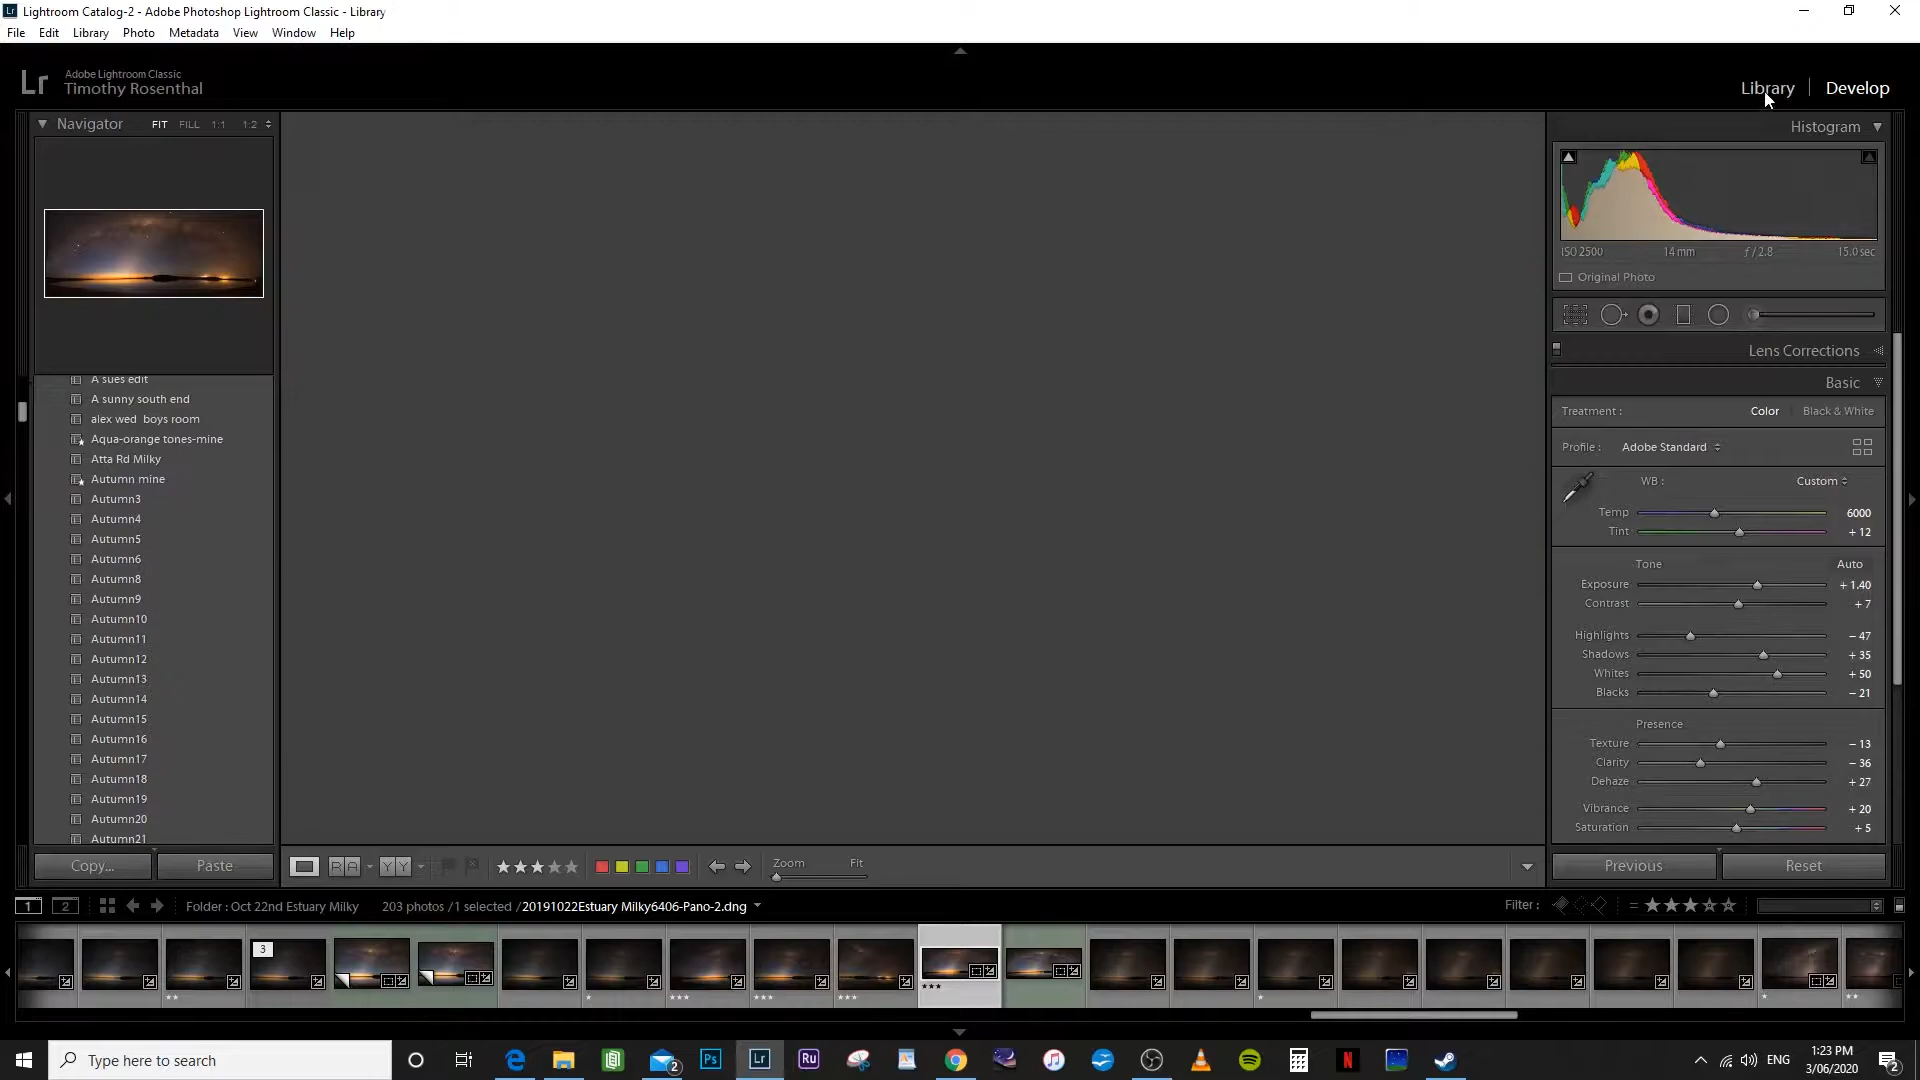 Lightroom Catalog-2 - Adobe Photoshop Lightroom Classic - Library
File Edit Library Photo Metadata View Window Help
Lr Adobe Lightroom Classic
Timothy Rosenthal
Library | Develop
Navigator FIT FILL 1:1 1:2
Histogram
ISO 2500 14 mm f / 2.8 15.0 sec
Original Photo
Lens Corrections
Basic
Treatment : Color Black & White
Profile : Adobe Standard
WB : Custom
Temp 6000
Tint + 12
Tone Auto
Exposure + 1.40
Contrast + 7
Highlights – 47
Shadows + 35
Whites + 50
Blacks – 21
Presence
Texture – 13
Clarity – 36
Dehaze + 27
Vibrance + 20
Saturation + 5
Previous Reset
A sues edit
A sunny south end
alex wed boys room
Aqua-orange tones-mine
Atta Rd Milky
Autumn mine
Autumn3
Autumn4
Autumn5
Autumn6
Autumn8
Autumn9
Autumn10
Autumn11
Autumn12
Autumn13
Autumn14
Autumn15
Autumn16
Autumn17
Autumn18
Autumn19
Autumn20
Autumn21
Copy... Paste
R A Y Y Zoom Fit
1 2 Folder : Oct 22nd Estuary Milky 203 photos /1 selected /20191022Estuary Milky6406-Pano-2.dng Filter :
3
Type here to search
2 Ps Lr Ru N ENG
1:23 PM
3/06/2020
2